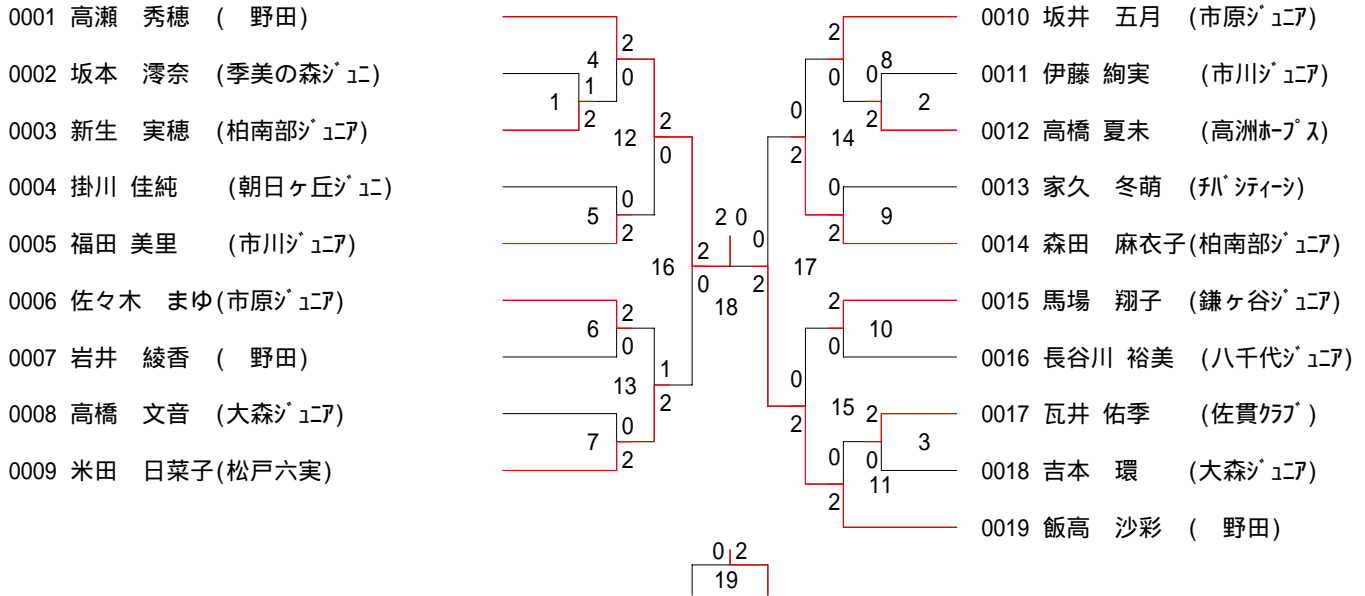 0001 高瀬　秀穂　(　野田)
0002 坂本　澪奈　(季美の森ｼﾞｭﾆ)
0003 新生　実穂　(柏南部ｼﾞｭﾆｱ)
0004 掛川 佳純　　(朝日ヶ丘ｼﾞｭﾆ)
0005 福田 美里　　(市川ｼﾞｭﾆｱ)
0006 佐々木　まゆ(市原ｼﾞｭﾆｱ)
0007 岩井　綾香　(　野田)
0008 高橋　文音　(大森ｼﾞｭﾆｱ)
0009 米田　日菜子(松戸六実)
4 2 0
1 1 2
12 2 0
5 0 2
16 2 0
6 2 0
13 1 2
7 0 2
2 0
18
0 2
19
2 0 8
0 2 2
0 2 14
0 2 9
0 2 17
2 0 10
0 2 15
2 0 3
0 2 11
0010 坂井　五月　(市原ｼﾞｭﾆｱ)
0011 伊藤 絢実　　(市川ｼﾞｭﾆｱ)
0012 高橋 夏未　　(高洲ﾎｰﾌﾟｽ)
0013 家久　冬萌　(ﾁﾊﾞｼﾃｨｰｼ)
0014 森田　麻衣子(柏南部ｼﾞｭﾆｱ)
0015 馬場　翔子　(鎌ヶ谷ｼﾞｭﾆｱ)
0016 長谷川 裕美　(八千代ｼﾞｭﾆｱ)
0017 瓦井 佑季　　(佐貫ｸﾗﾌﾞ)
0018 吉本　環　　(大森ｼﾞｭﾆｱ)
0019 飯高　沙彩　(　野田)